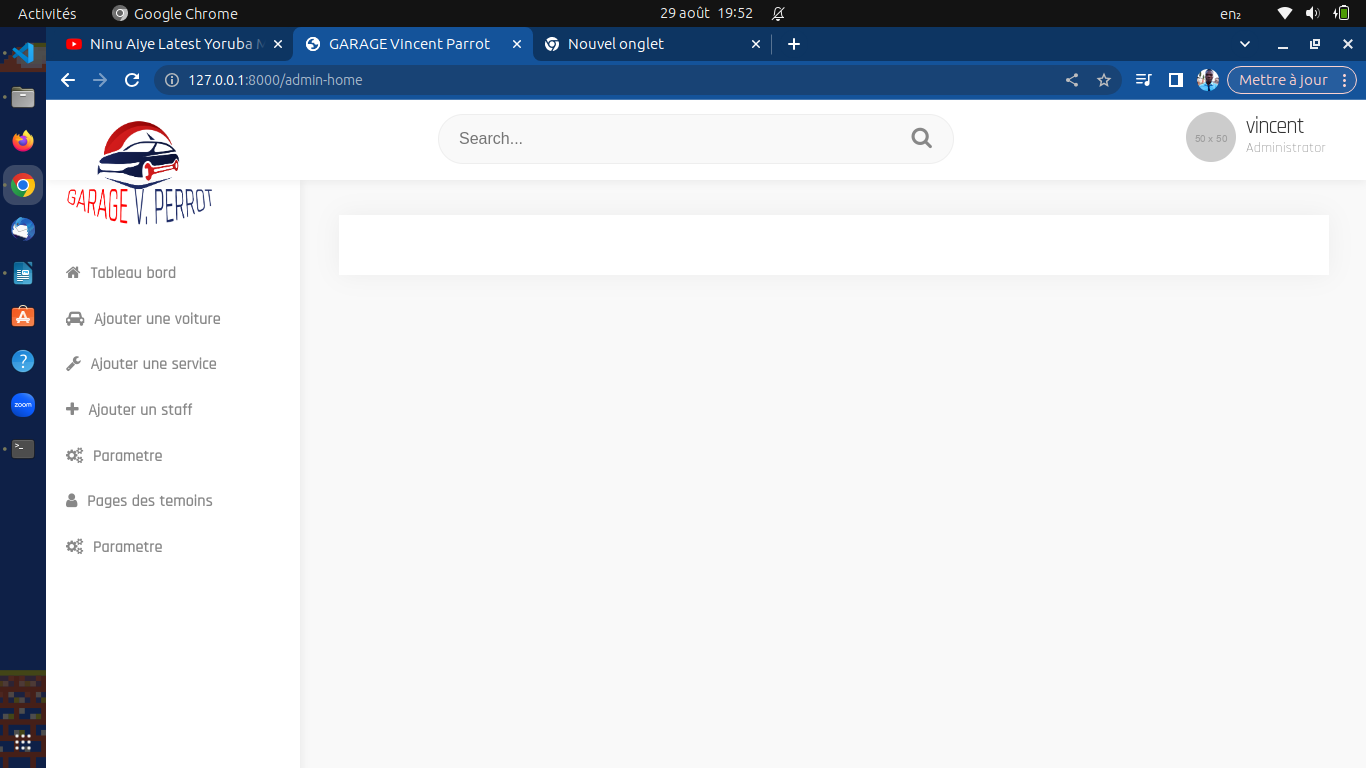 Activités
Google Chrome
29 août 19:52
en₂
Ninu Aiye Latest Yoruba M
GARAGE Vincent Parrot
Nouvel onglet
127.0.0.1:8000/admin-home
Mettre à jour
GARAGE V. PERROT
Search...
50 x 50
vincent
Administrator
Tableau bord
Ajouter une voiture
Ajouter une service
Ajouter un staff
Parametre
Pages des temoins
Parametre
zoom